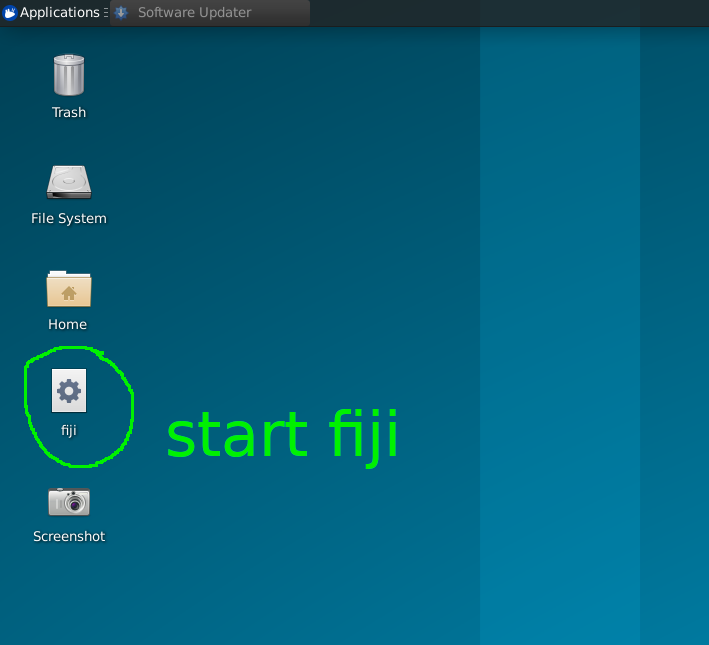 Applications
Software Updater
Trash
File System
Home
fiji
start fiji
Screenshot